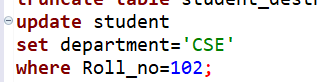 update student
set department='CSE'
where Roll_no=102;